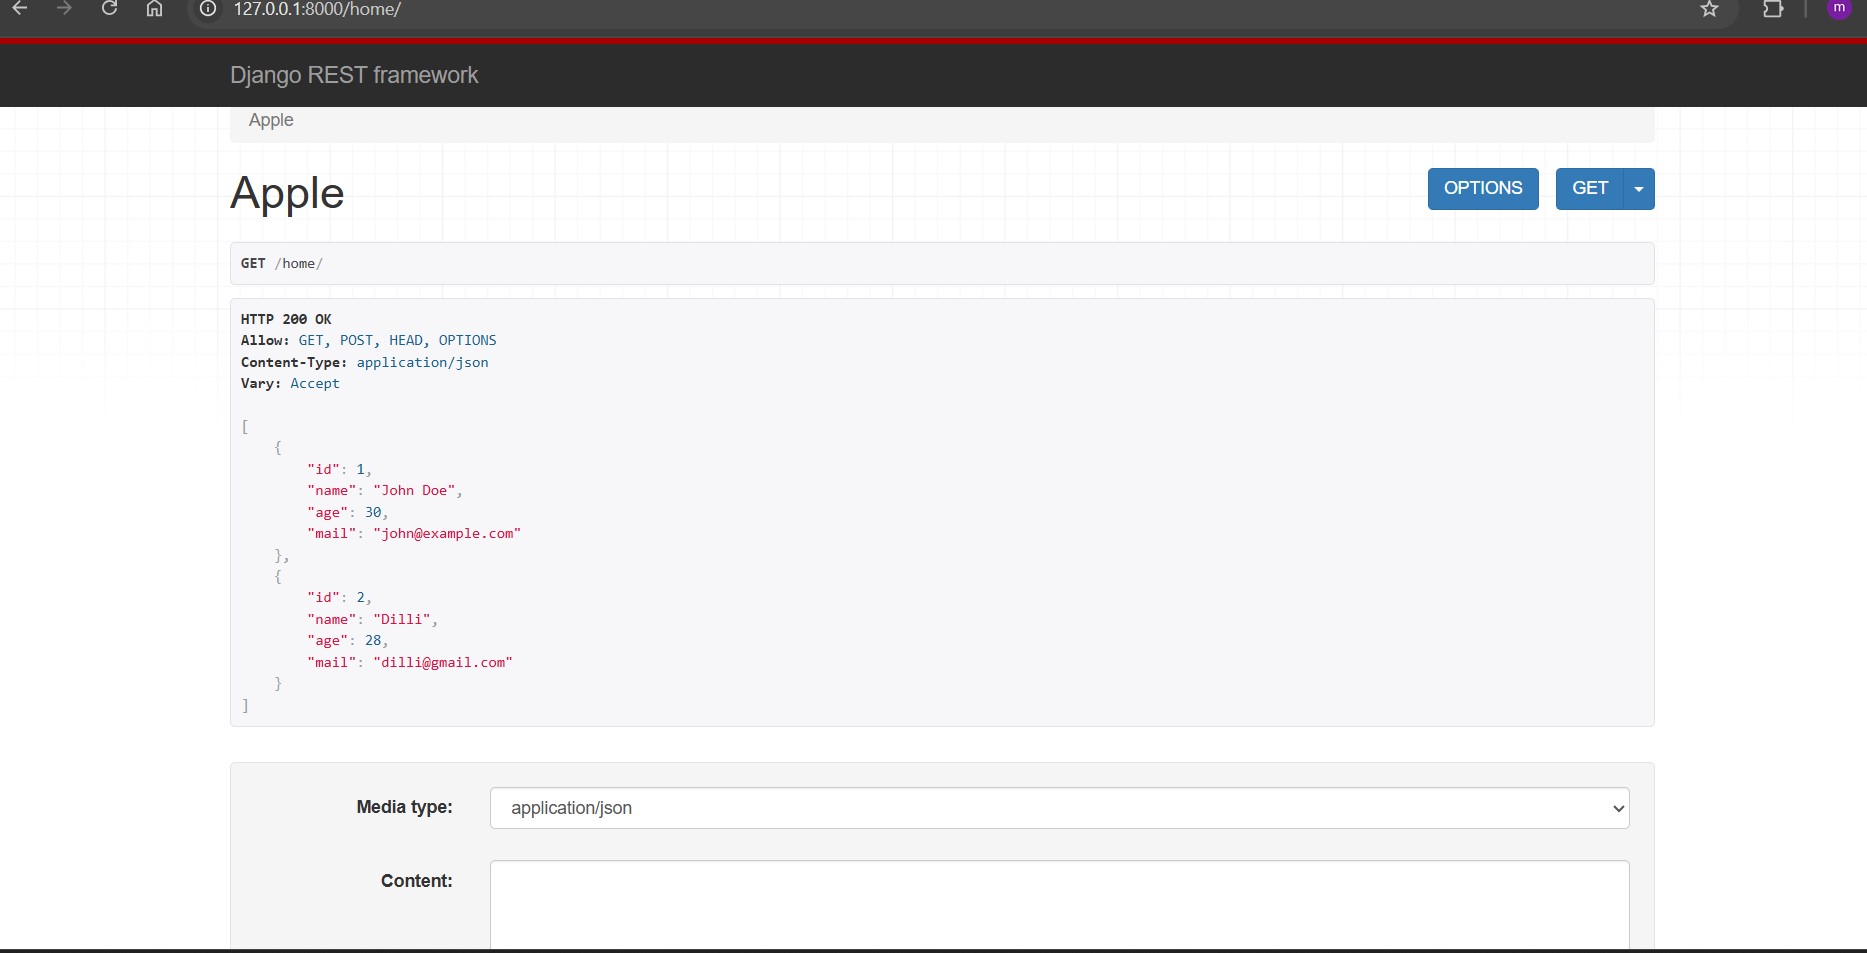 127.0.0.1:8000/home/
m
Django REST framework
Apple
Apple
OPTIONS GET
GET /home/
HTTP 200 OK
Allow: GET, POST, HEAD, OPTIONS
Content-Type: application/json
Vary: Accept
[
    {
        "id": 1,
        "name": "John Doe",
        "age": 30,
        "mail": "john@example.com"
    },
    {
        "id": 2,
        "name": "Dilli",
        "age": 28,
        "mail": "dilli@gmail.com"
    }
]
Media type: application/json
Content: